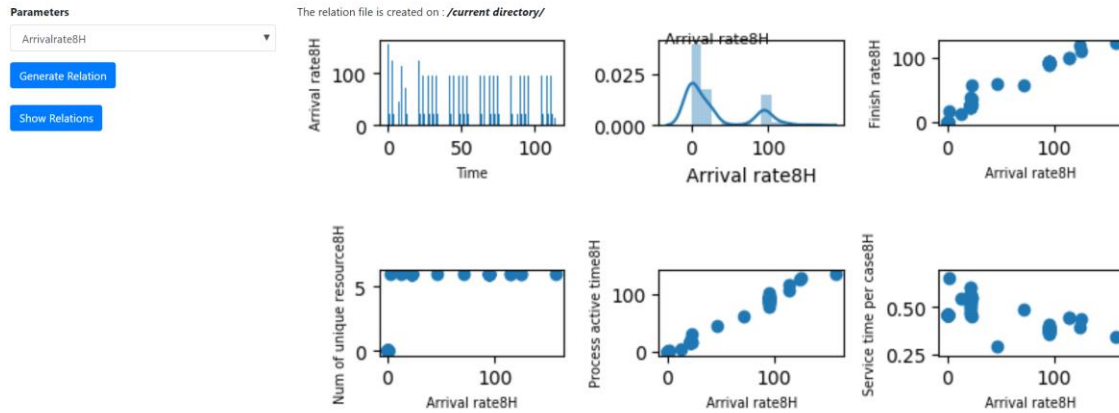 Parameters
Arrivalrate8H
Generate Relation
Show Relations
The relation file is created on : /current directory/
Arrival rate8H
100
0
0 50 100
Time
Arrival rate8H
0.025
0.000
0 100
Arrival rate8H
Finish rate8H
100
0
0 100
Arrival rate8H
Num of unique resource8H
5
0
0 100
Arrival rate8H
Process active time8H
100
0
0 100
Arrival rate8H
Service time per case8H
0.50
0.25
0 100
Arrival rate8H